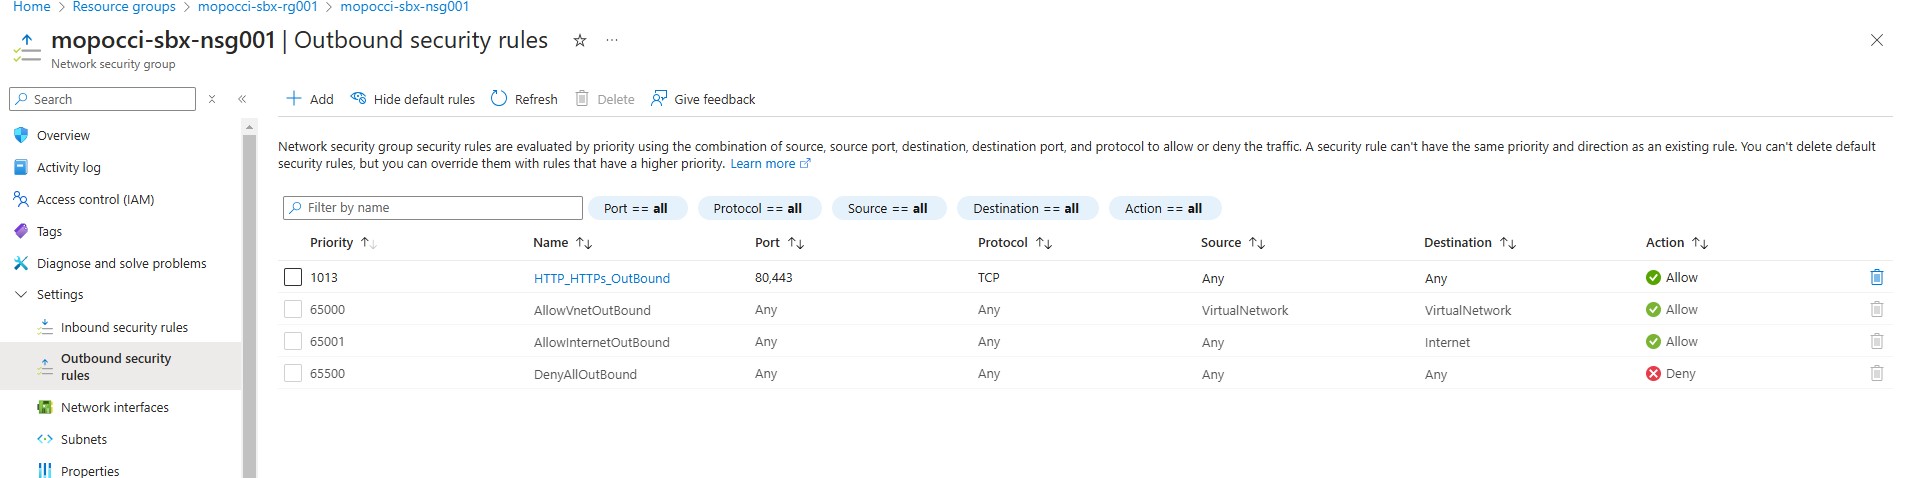 Home > Resource groups > mopocci-sbx-rg001 > mopocci-sbx-nsg001
mopocci-sbx-nsg001 | Outbound security rules ☆ ...
Network security group
Search
Overview
Activity log
Access control (IAM)
Tags
Diagnose and solve problems
Settings
Inbound security rules
Outbound security
rules
Network interfaces
Subnets
Properties
Add Hide default rules Refresh Delete Give feedback
Network security group security rules are evaluated by priority using the combination of source, source port, destination, destination port, and protocol to allow or deny the traffic. A security rule can't have the same priority and direction as an existing rule. You can't delete default
security rules, but you can override them with rules that have a higher priority. Learn more
Filter by name Port == all Protocol == all Source == all Destination == all Action == all
Priority ↑↓ Name ↑↓ Port ↑↓ Protocol ↑↓ Source ↑↓ Destination ↑↓ Action ↑↓
1013 HTTP_HTTPs_OutBound 80,443 TCP Any Any Allow
65000 AllowVnetOutBound Any Any VirtualNetwork VirtualNetwork Allow
65001 AllowInternetOutBound Any Any Any Internet Allow
65500 DenyAllOutBound Any Any Any Any Deny